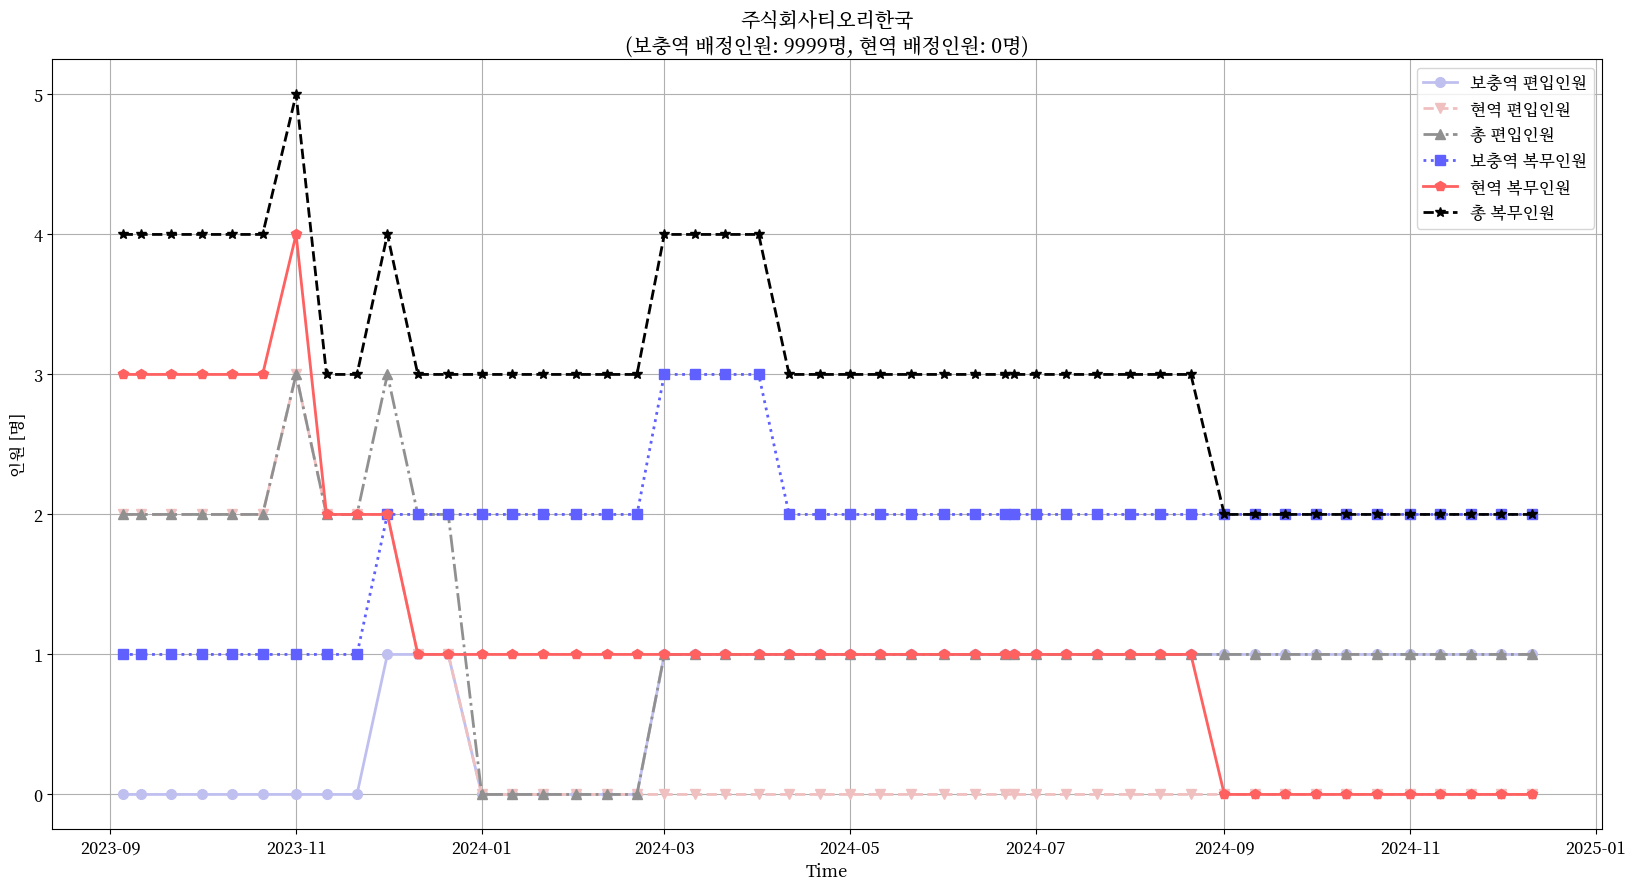 주식회사티오리한국
(보충역 배정인원: 9999명, 현역 배정인원: 0명)
보충역 편입인원
현역 편입인원
총 편입인원
보충역 복무인원
현역 복무인원
총 복무인원
인원 [명]
5
4
3
2
1
0
2023-09
2023-11
2024-01
2024-03
2024-05
2024-07
2024-09
2024-11
2025-01
Time